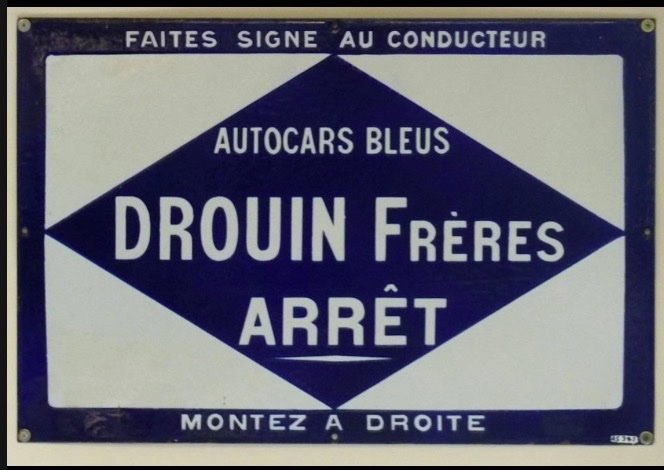 FAITES SIGNE AU CONDUCTEUR
AUTOCARS BLEUS
DROUIN FRÈRES
ARRÊT
MONTEZ A DROITE